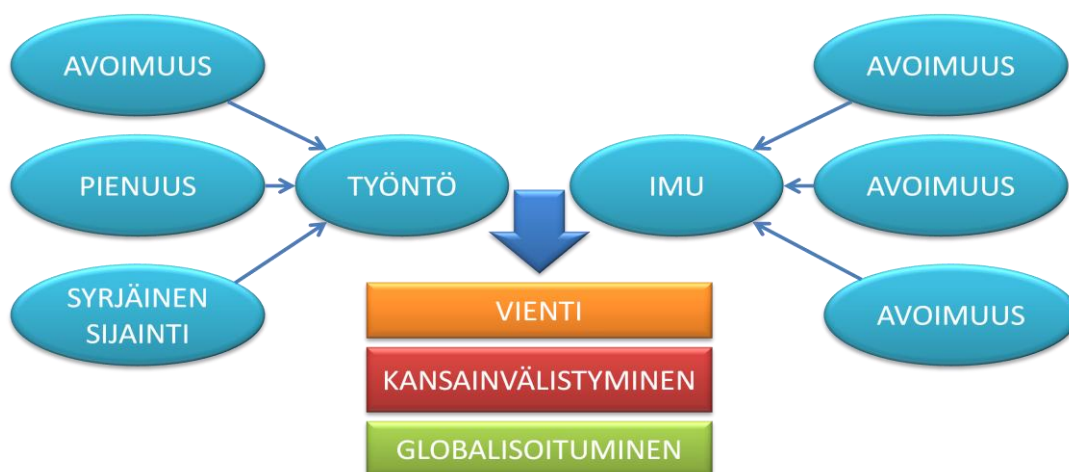 AVOIMUUS
AVOIMUUS
PIENUUS
TYÖNTÖ
IMU
AVOIMUUS
SYRJÄINEN
SIJAINTI
AVOIMUUS
VIENTI
KANSAINVÄLISTYMINEN
GLOBALISOITUMINEN